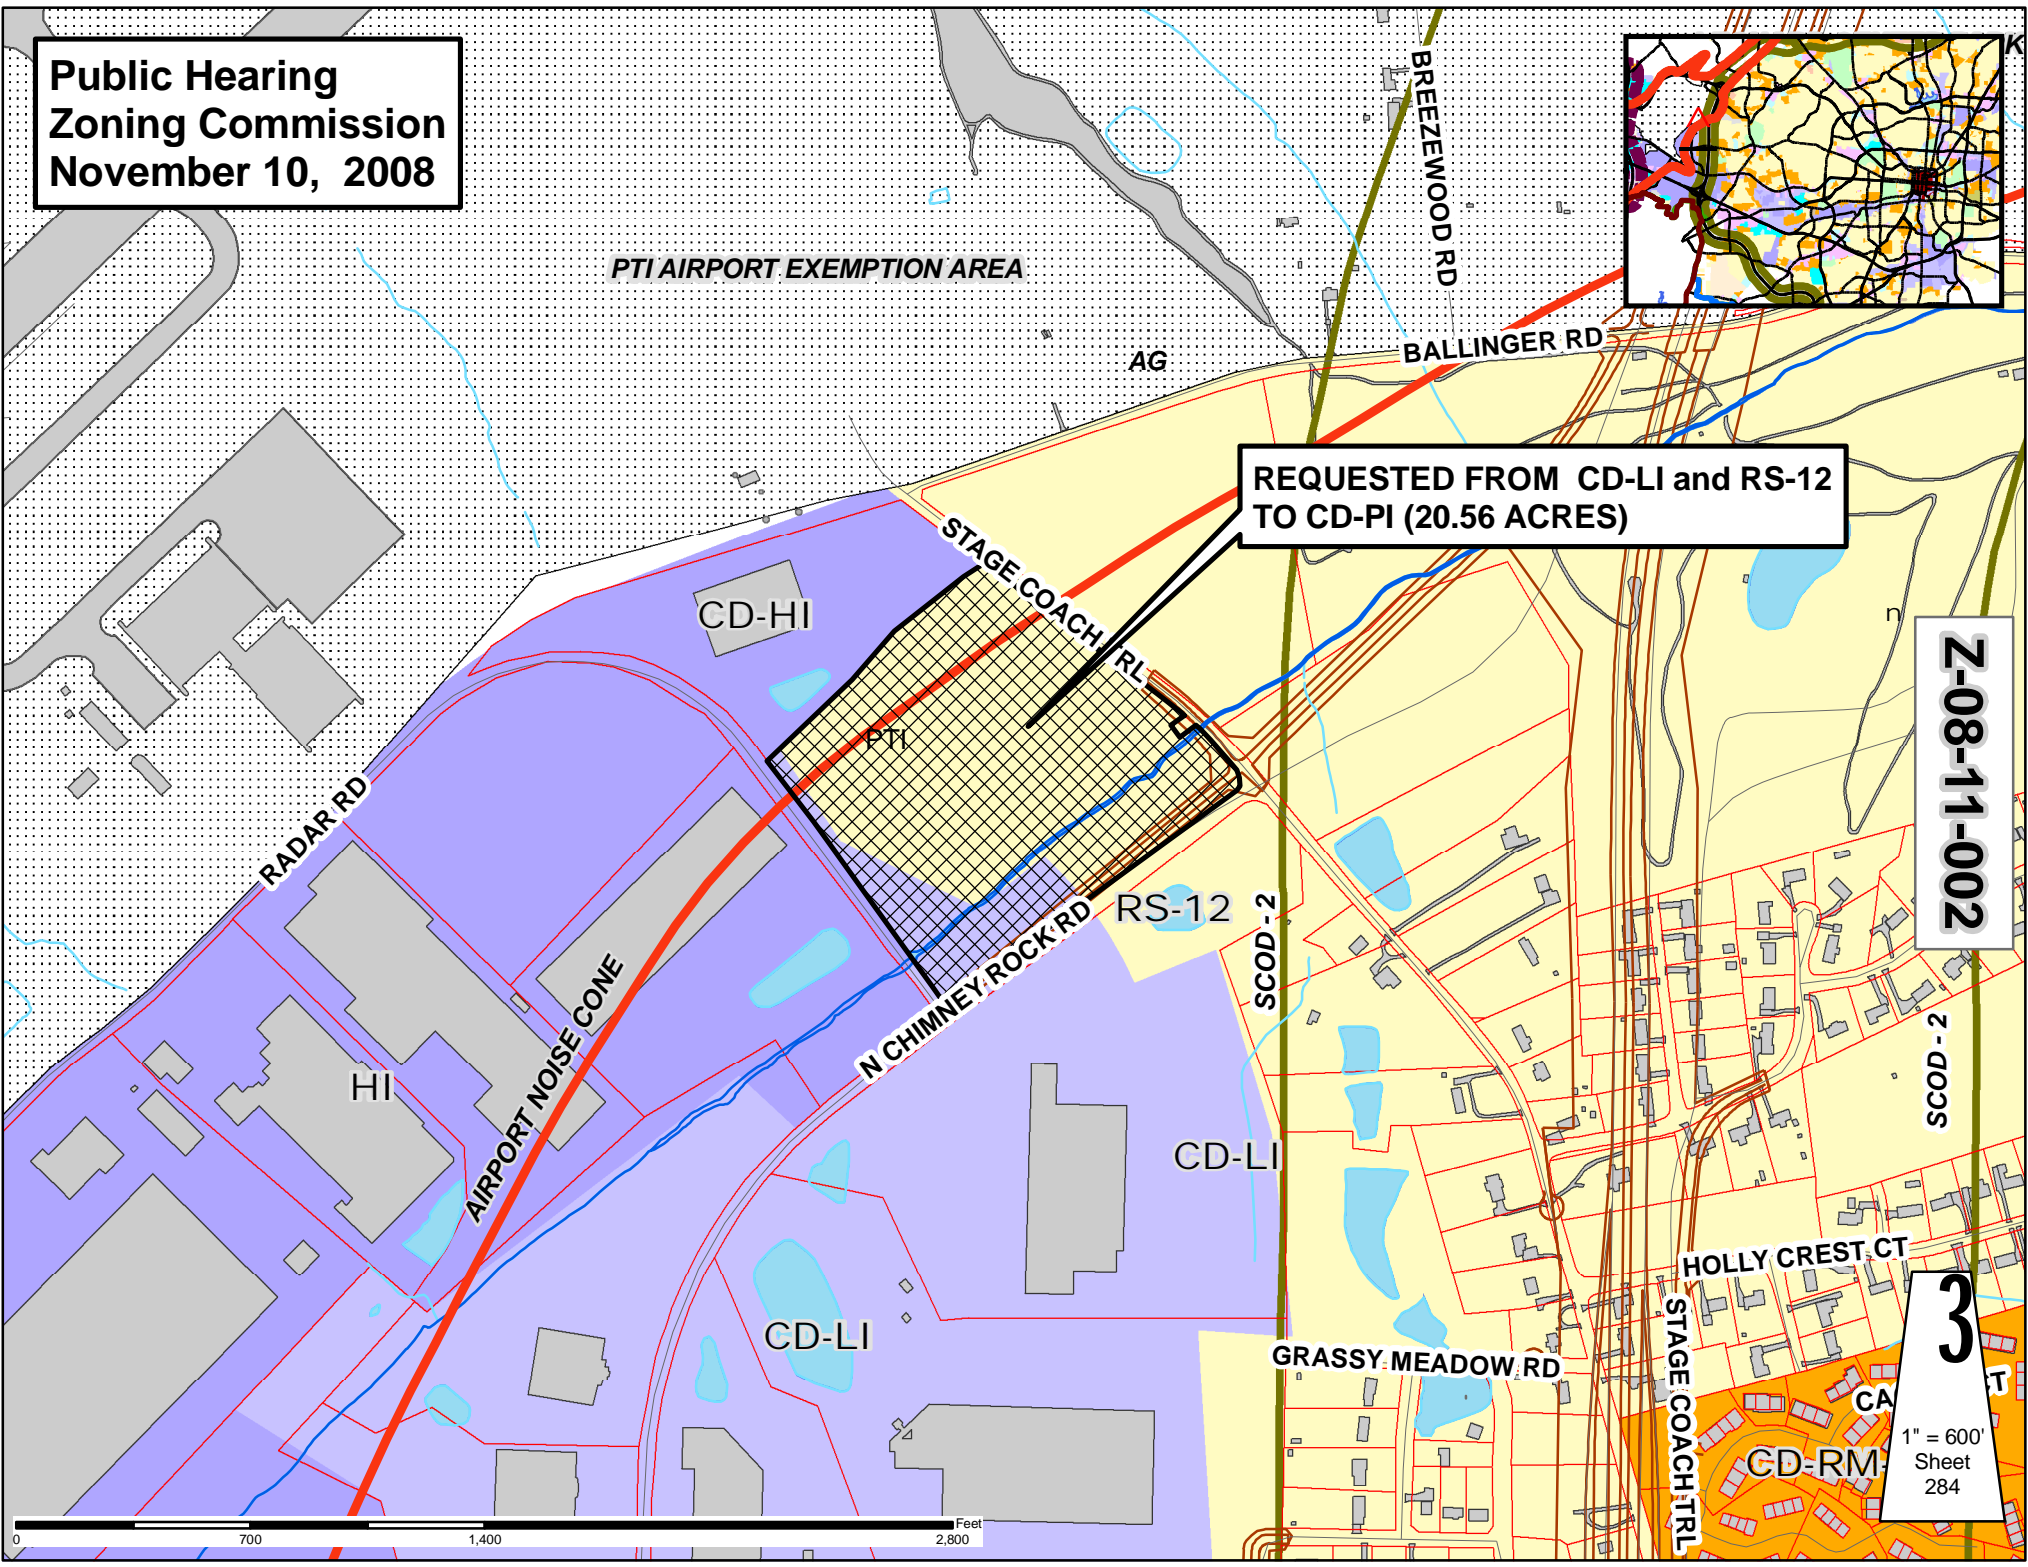 Public Hearing
Zoning Commission
November 10, 2008
K
BREEZEWOOD RD
PTI AIRPORT EXEMPTION AREA
BALLINGER RD
AG
REQUESTED FROM CD-LI and RS-12
TO CD-PI (20.56 ACRES)
STAGE COACH TRL
CD-HI
n
Z-08-11-002
PTI
RADAR RD
RS-12
SCOD - 2
N CHIMNEY ROCK RD
AIRPORT NOISE CONE
HI
SCOD - 2
CD-LI
HOLLY CREST CT
CD-LI
GRASSY MEADOW RD
STAGE COACH TRL
3
CA
CT
1" = 600'
Sheet
284
CD-RM-
0 700 1,400 2,800 Feet